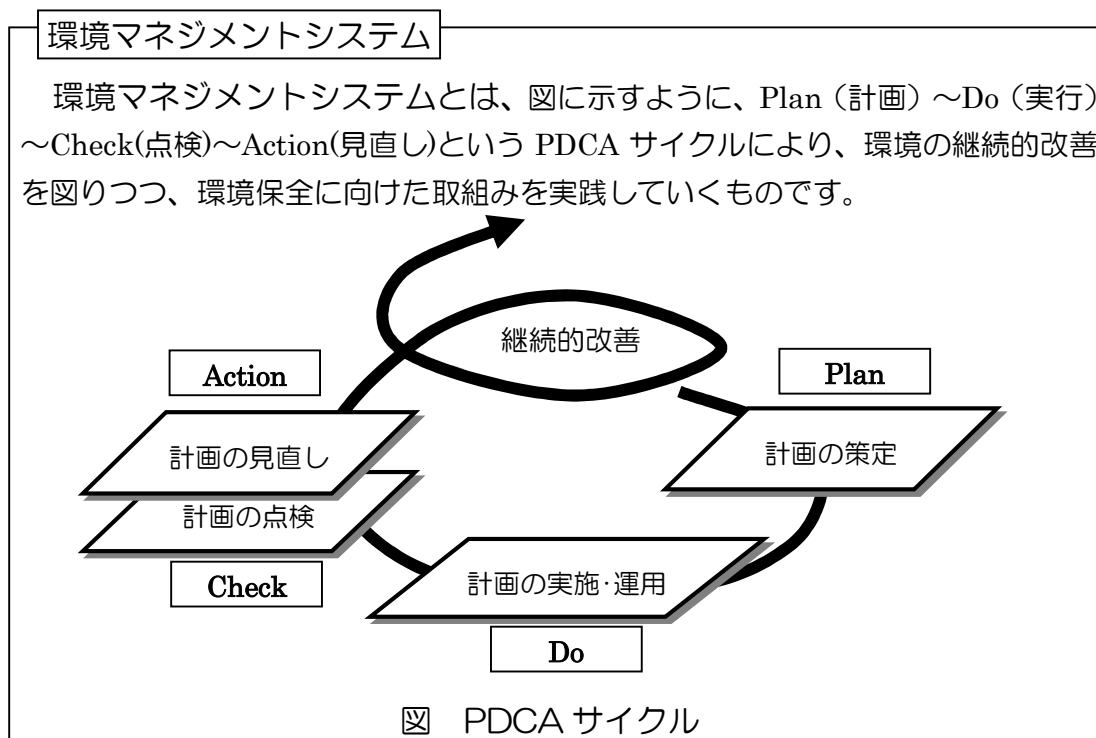 環境マネジメントシステム
環境マネジメントシステムとは、図に示すように、Plan（計画）～Do（実行）
～Check(点検)～Action(見直し)という PDCA サイクルにより、環境の継続的改善
を図りつつ、環境保全に向けた取組みを実践していくものです。
継続的改善
Action
Plan
計画の見直し
計画の策定
計画の点検
Check
計画の実施･運用
Do
図　PDCA サイクル